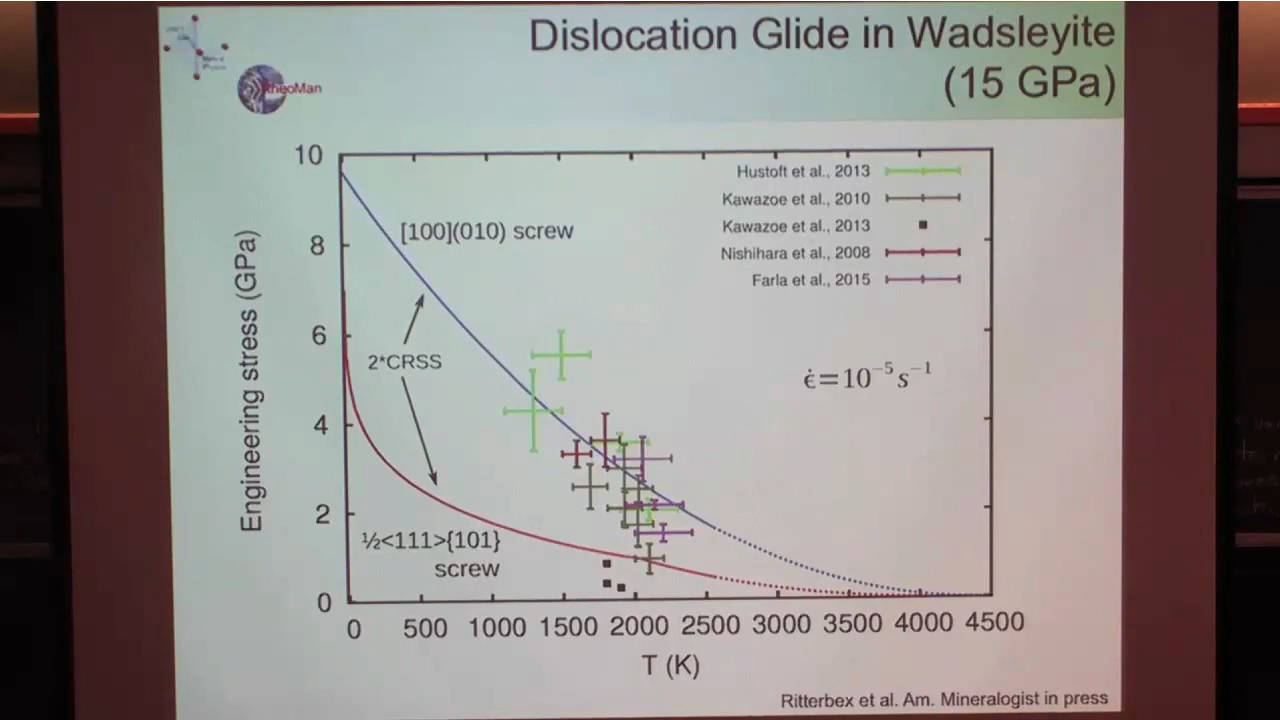 Dislocation Glide in Wadsleyite
(15 GPa)
RheoMan
10
8
6
4
2
0
Engineering stress (GPa)
[100](010) screw
2*CRSS
½<111>{101}
screw
Hustoft et al., 2013
Kawazoe et al., 2010
Kawazoe et al., 2013
Nishihara et al., 2008
Farla et al., 2015
ε̇=10⁻⁵ s⁻¹
0 500 1000 1500 2000 2500 3000 3500 4000 4500
T (K)
Ritterbex et al. Am. Mineralogist in press